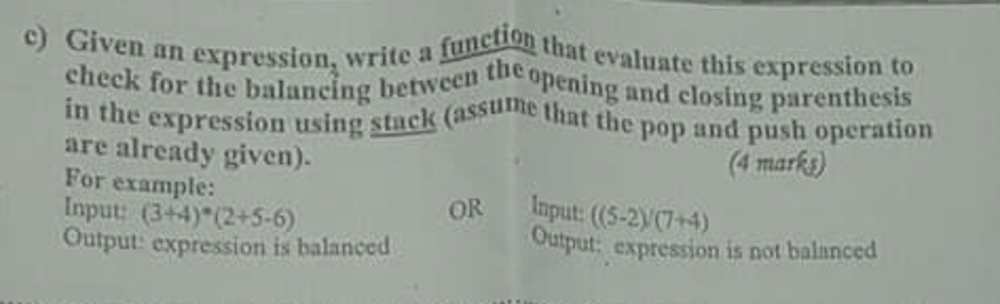 c) Given an expression, write a function that evaluate this expression to
check for the balancing between the opening and closing parenthesis
in the expression using stack (assume that the pop and push operation
are already given). (4 marks)
For example:
Input: (3+4)*(2+5-6) OR Input: ((5-2)/(7+4)
Output: expression is balanced Output: expression is not balanced